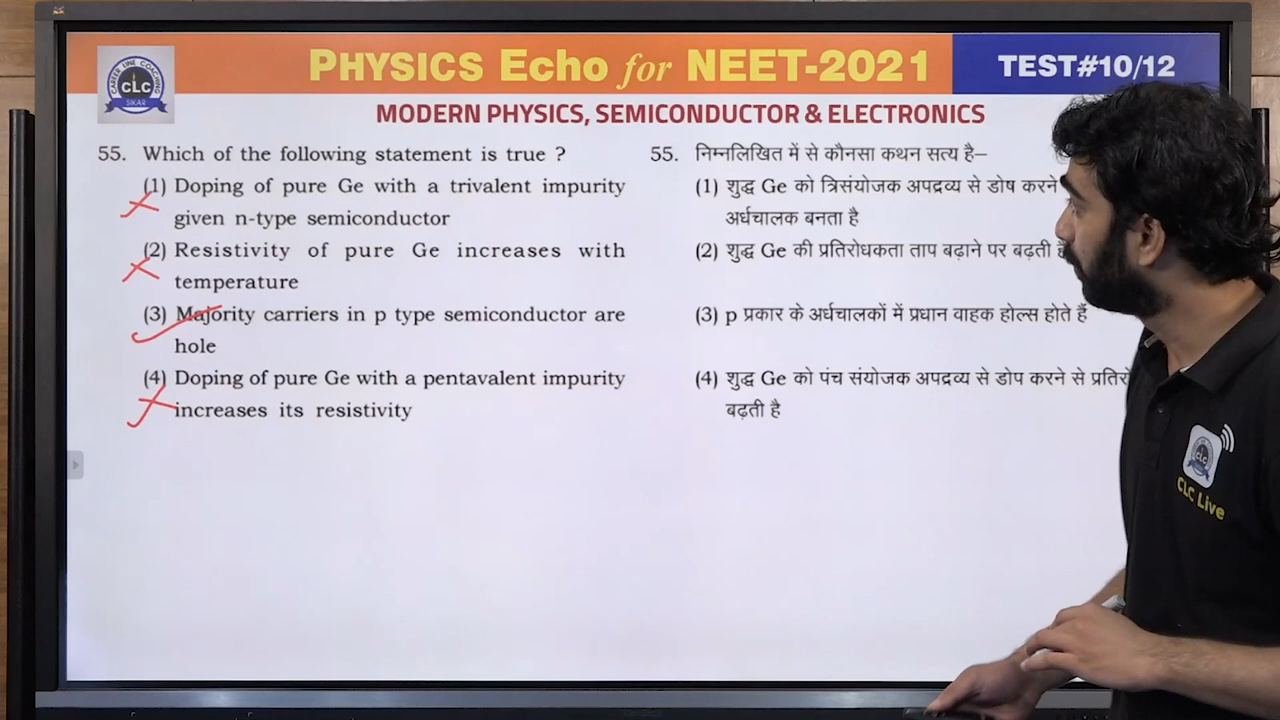 PHYSICS Echo for NEET-2021
TEST#10/12
CAREER LINE COACHING
CLC
SIKAR
MODERN PHYSICS, SEMICONDUCTOR & ELECTRONICS
55. Which of the following statement is true ?
(1) Doping of pure Ge with a trivalent impurity
given n-type semiconductor
(2) Resistivity of pure Ge increases with
temperature
(3) Majority carriers in p type semiconductor are
hole
(4) Doping of pure Ge with a pentavalent impurity
increases its resistivity
55. निम्नलिखित में से कौनसा कथन सत्य है–
(1) शुद्ध Ge को त्रिसंयोजक अपद्रव्य से डोष करने
अर्धचालक बनता है
(2) शुद्ध Ge की प्रतिरोधकता ताप बढ़ाने पर बढ़ती
(3) p प्रकार के अर्धचालकों में प्रधान वाहक होल्स होते हैं
(4) शुद्ध Ge को पंच संयोजक अपद्रव्य से डोप करने से
बढ़ती है
CLC
CLC Live